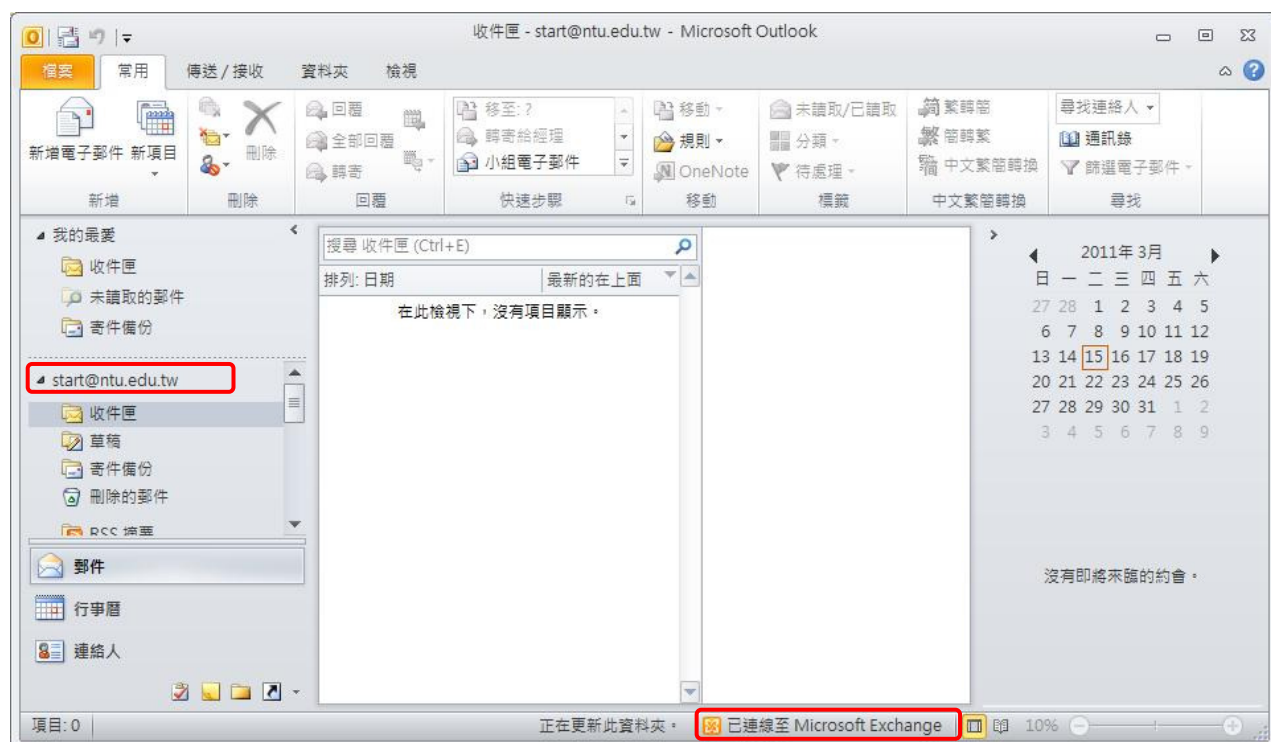 收件匣 - start@ntu.edu.tw - Microsoft Outlook
檔案 常用 傳送 / 接收 資料夾 檢視
新增電子郵件 新項目
新增
刪除
刪除
回覆
全部回覆
轉寄
回覆
移至: ?
轉寄給經理
小組電子郵件
快速步驟
移動
規則
OneNote
移動
未讀取/已讀取
分類
待處理
標籤
简 繁轉簡
繁 簡轉繁
中文繁簡轉換
中文繁簡轉換
尋找連絡人
通訊錄
篩選電子郵件
尋找
我的最愛
收件匣
未讀取的郵件
寄件備份
start@ntu.edu.tw
收件匣
草稿
寄件備份
刪除的郵件
RSS 摘要
郵件
行事曆
連絡人
搜尋 收件匣 (Ctrl+E)
排列: 日期 最新的在上面
在此檢視下，沒有項目顯示。
2011年 3月
日 一 二 三 四 五 六
27 28 1 2 3 4 5
6 7 8 9 10 11 12
13 14 15 16 17 18 19
20 21 22 23 24 25 26
27 28 29 30 31 1 2
3 4 5 6 7 8 9
沒有即將來臨的約會。
項目: 0 正在更新此資料夾。 已連線至 Microsoft Exchange 10%